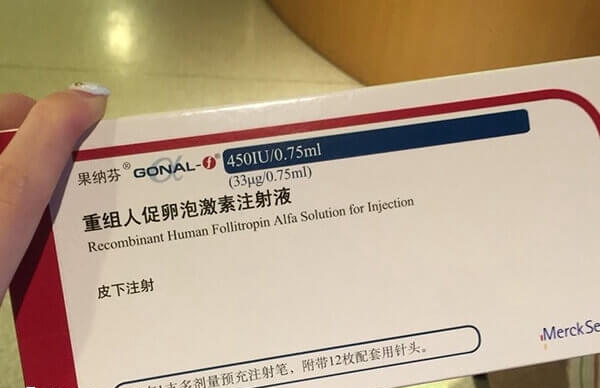 果纳芬® GONAL-f® 450IU/0.75ml
(33μg/0.75ml)
重组人促卵泡激素注射液
Recombinant Human Follitropin Alfa Solution for Injection
皮下注射
MerckSe
支多剂量预充注射笔，附带12枚配套用针头。